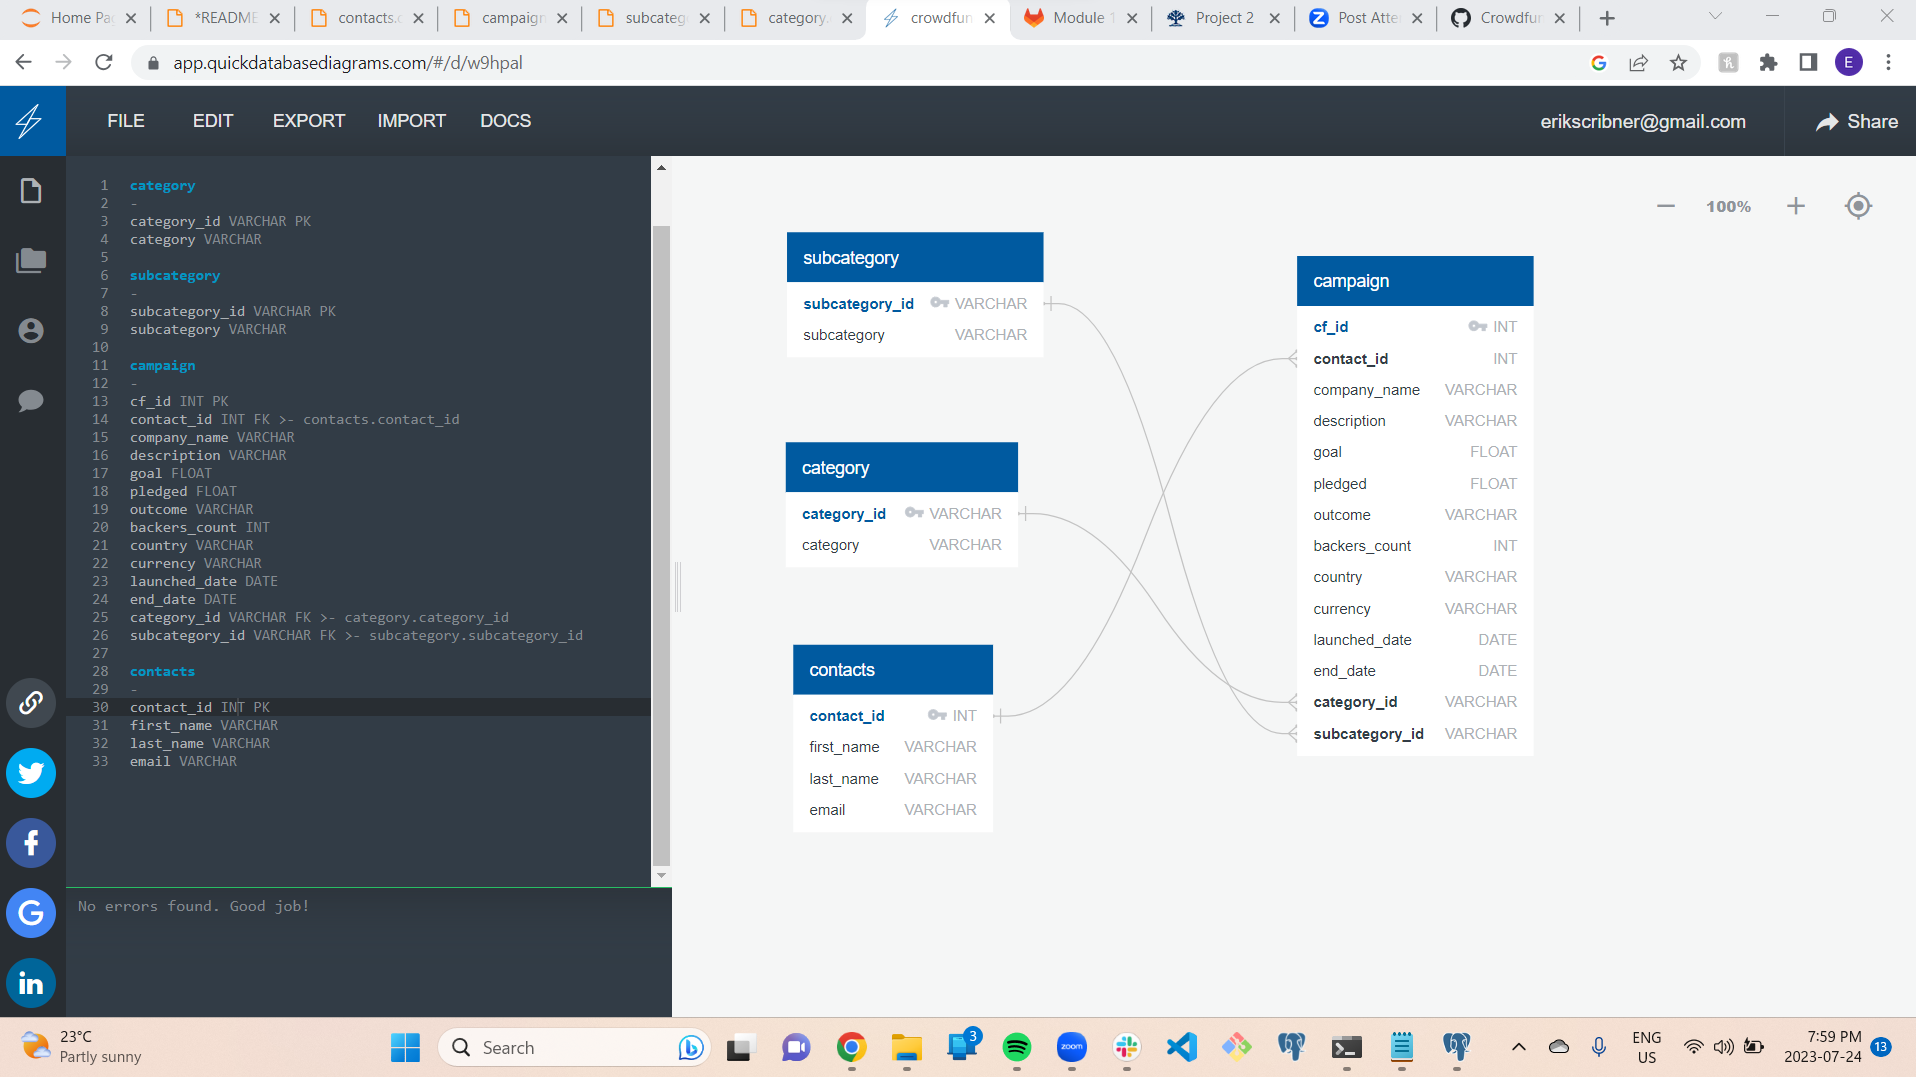 Home Pag
*README
contacts.c
campaign
subcateg
category.
crowdfun
Module 1
Project 2
Post Atte
Crowdfun
app.quickdatabasediagrams.com/#/d/w9hpal
E
FILE EDIT EXPORT IMPORT DOCS
erikscribner@gmail.com
Share
1 category
2 -
3 category_id VARCHAR PK
4 category VARCHAR
5
6 subcategory
7 -
8 subcategory_id VARCHAR PK
9 subcategory VARCHAR
10
11 campaign
12 -
13 cf_id INT PK
14 contact_id INT FK >- contacts.contact_id
15 company_name VARCHAR
16 description VARCHAR
17 goal FLOAT
18 pledged FLOAT
19 outcome VARCHAR
20 backers_count INT
21 country VARCHAR
22 currency VARCHAR
23 launched_date DATE
24 end_date DATE
25 category_id VARCHAR FK >- category.category_id
26 subcategory_id VARCHAR FK >- subcategory.subcategory_id
27
28 contacts
29 -
30 contact_id INT PK
31 first_name VARCHAR
32 last_name VARCHAR
33 email VARCHAR
No errors found. Good job!
100%
subcategory
subcategory_id VARCHAR
subcategory VARCHAR
category
category_id VARCHAR
category VARCHAR
contacts
contact_id INT
first_name VARCHAR
last_name VARCHAR
email VARCHAR
campaign
cf_id INT
contact_id INT
company_name VARCHAR
description VARCHAR
goal FLOAT
pledged FLOAT
outcome VARCHAR
backers_count INT
country VARCHAR
currency VARCHAR
launched_date DATE
end_date DATE
category_id VARCHAR
subcategory_id VARCHAR
23°C
Partly sunny
Search
3
zoom
ENG
US
7:59 PM
2023-07-24
13